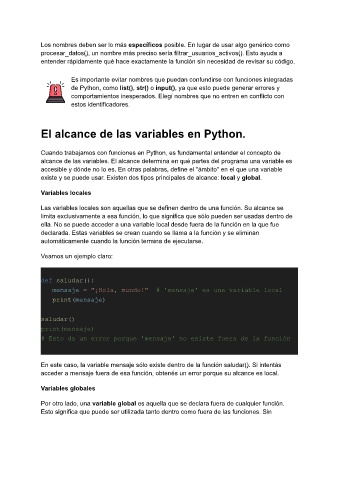 Los nombres deben ser lo más específicos posible. En lugar de usar algo genérico como
procesar_datos(), un nombre más preciso sería filtrar_usuarios_activos(). Esto ayuda a
entender rápidamente qué hace exactamente la función sin necesidad de revisar su código.
Es importante evitar nombres que puedan confundirse con funciones integradas
de Python, como list(), str() o input(), ya que esto puede generar errores y
comportamientos inesperados. Elegí nombres que no entren en conflicto con
estos identificadores.
El alcance de las variables en Python.
Cuando trabajamos con funciones en Python, es fundamental entender el concepto de
alcance de las variables. El alcance determina en qué partes del programa una variable es
accesible y dónde no lo es. En otras palabras, define el "ámbito" en el que una variable
existe y se puede usar. Existen dos tipos principales de alcance: local y global.
Variables locales
Las variables locales son aquellas que se definen dentro de una función. Su alcance se
limita exclusivamente a esa función, lo que significa que sólo pueden ser usadas dentro de
ella. No se puede acceder a una variable local desde fuera de la función en la que fue
declarada. Estas variables se crean cuando se llama a la función y se eliminan
automáticamente cuando la función termina de ejecutarse.
Veamos un ejemplo claro:
def saludar():
mensaje = "¡Hola, mundo!" # 'mensaje' es una variable local
print(mensaje)
saludar()
print(mensaje)
# Esto da un error porque 'mensaje' no existe fuera de la función
En este caso, la variable mensaje sólo existe dentro de la función saludar(). Si intentás
acceder a mensaje fuera de esa función, obtenés un error porque su alcance es local.
Variables globales
Por otro lado, una variable global es aquella que se declara fuera de cualquier función.
Esto significa que puede ser utilizada tanto dentro como fuera de las funciones. Sin